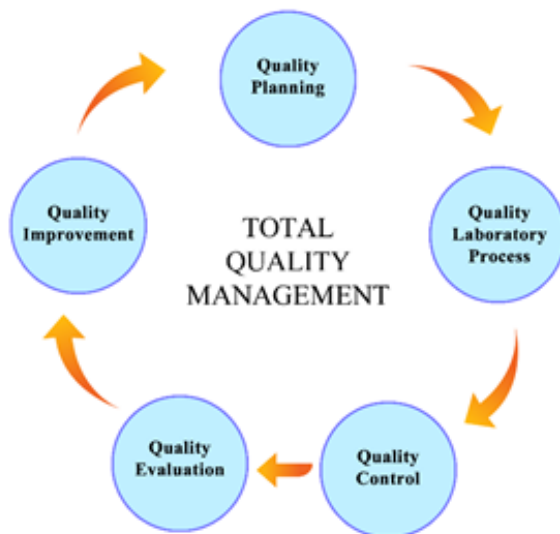 Quality
Planning
Quality
Laboratory
Process
Quality
Control
Quality
Evaluation
Quality
Improvement
TOTAL
QUALITY
MANAGEMENT